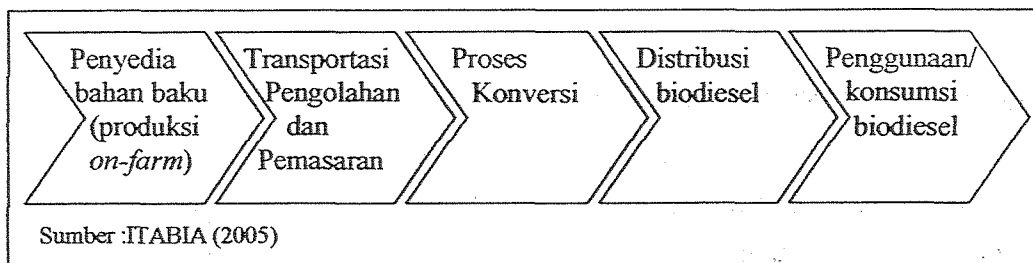 Penyedia
bahan baku
(produksi
on-farm)
Transportasi
Pengolahan
dan
Pemasaran
Proses
Konversi
Distribusi
biodiesel
Penggunaan/
konsumsi
biodiesel
Sumber :ITABIA (2005)